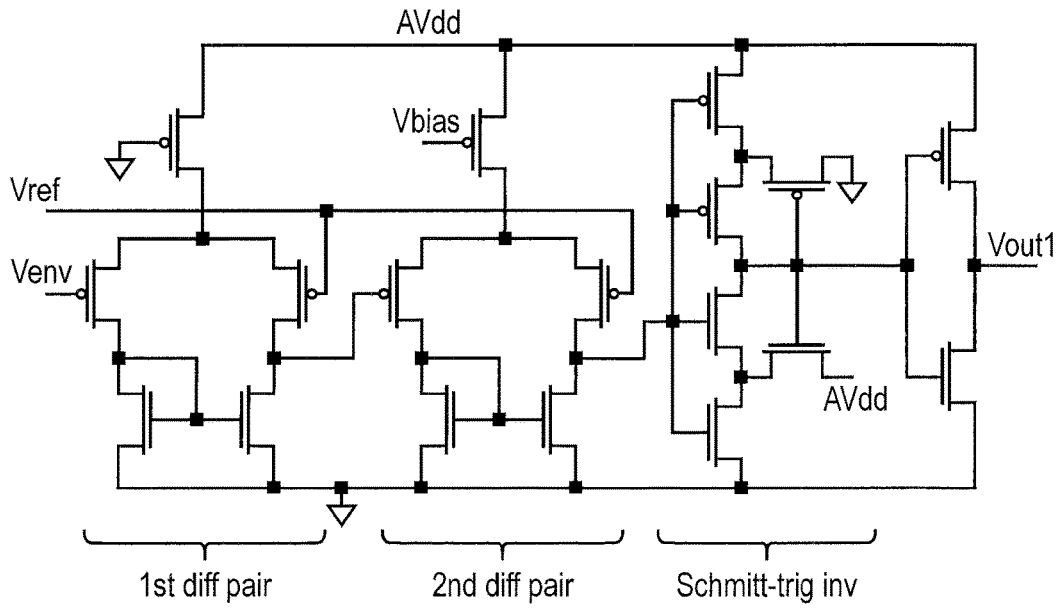 AVdd
Vbias
Vref
Venv
Vout1
AVdd
1st diff pair
2nd diff pair
Schmitt-trig inv